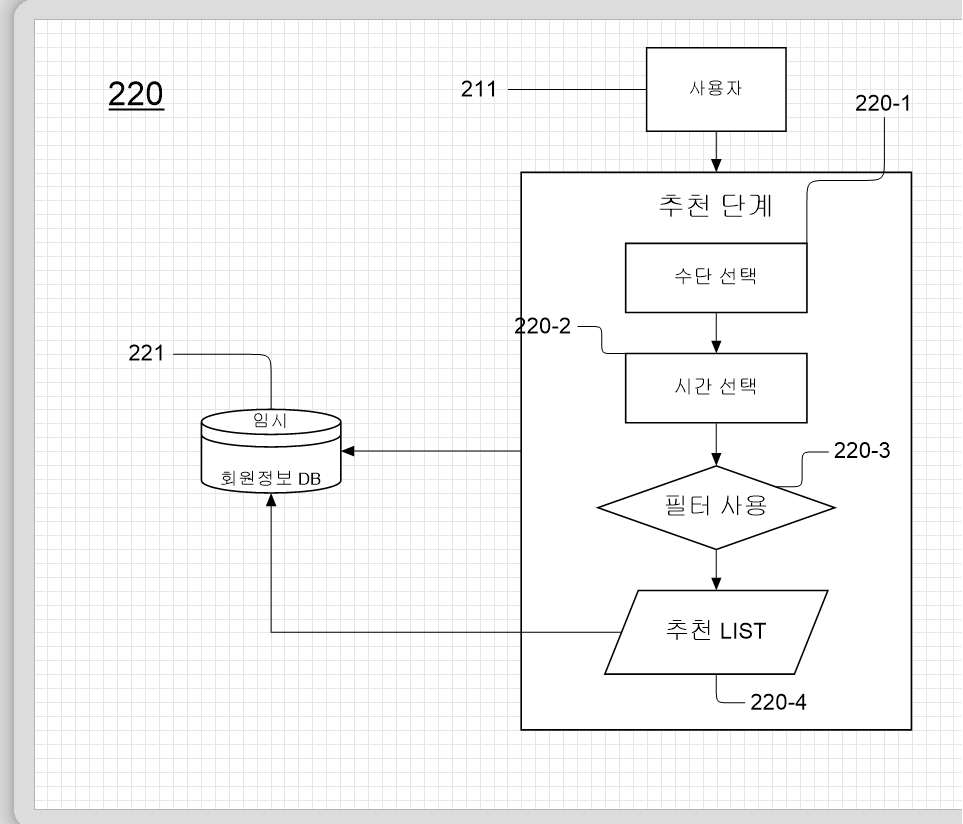 220
211
사용자
220-1
추천 단계
수단 선택
220-2
시간 선택
221
임시
회원정보 DB
220-3
필터 사용
추천 LIST
220-4